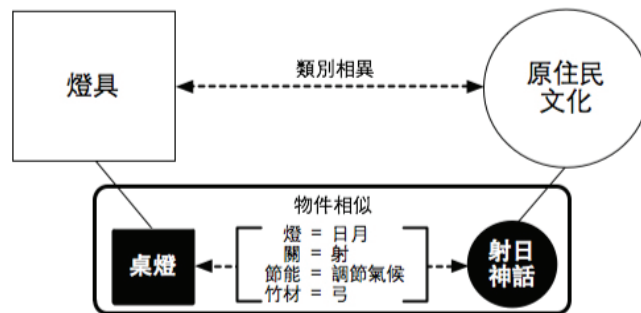 燈具
類別相異
原住民
文化
物件相似
桌燈
燈 = 日月
關 = 射
節能 = 調節氣候
竹材 = 弓
射日
神話